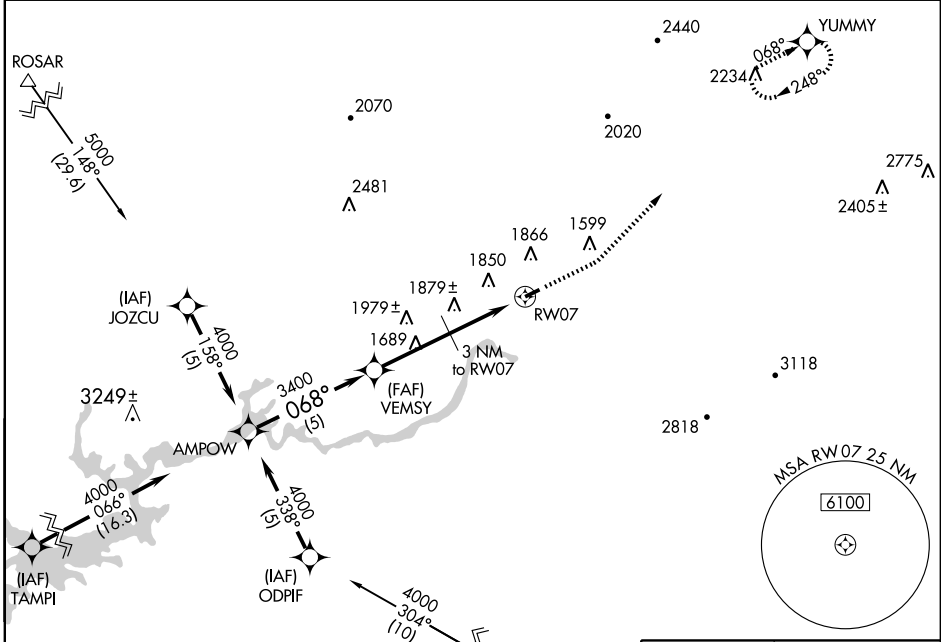 ROSAR
5000
148°
(29.6)
2070
2481
2440
2020
YUMMY
068°
248°
2234
2775
2405±
1599
1866
1850
1879±
1979±
1689
RW07
3 NM
to RW07
(IAF)
JOZCU
4000
158°
(5)
3249±
AMPOW
3400
068°
(5)
(FAF)
VEMSY
3118
2818
4000
066°
(16.3)
(IAF)
TAMPI
4000
338°
(5)
(IAF)
ODPIF
4000
304°
(10)
MSA RW07 25 NM
6100